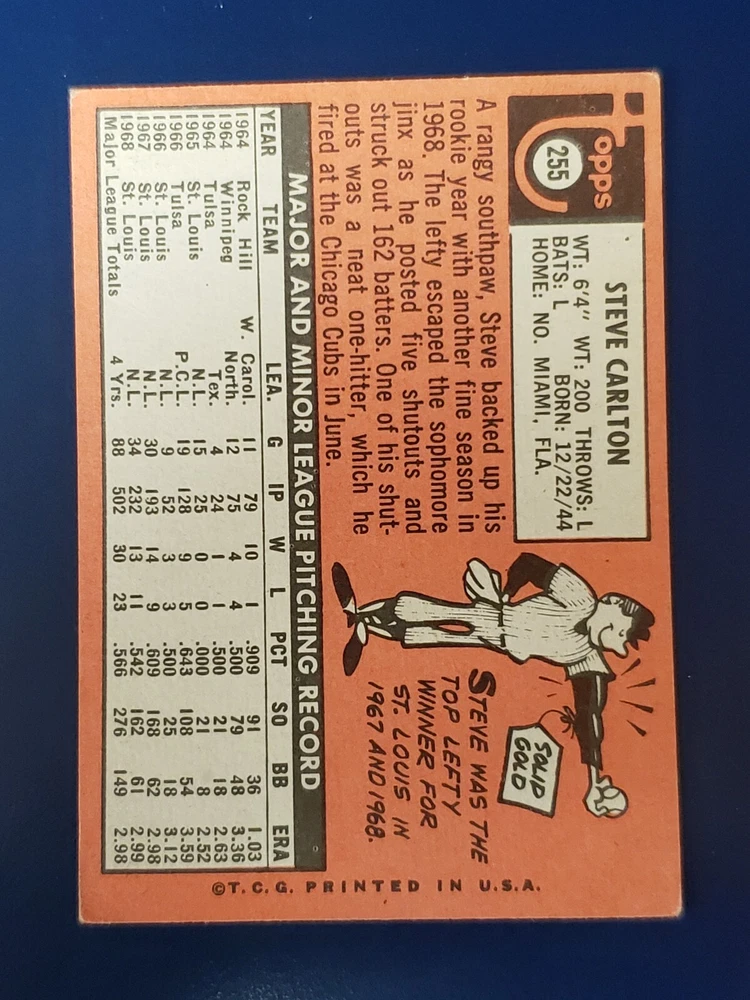 Topps
255
STEVE CARLTON
WT: 6'4" WT: 200 THROWS: L
BATS: L BORN: 12/22/44
HOME: NO. MIAMI, FLA.
A rangy southpaw, Steve backed up his
rookie year with another fine season in
1968. The lefty escaped the sophomore
jinx as he posted five shutouts and
struck out 162 batters. One of his shut-
outs was a neat one-hitter, which he
fired at the Chicago Cubs in June.
SOLID
GOLD
STEVE WAS THE
TOP LEFTY
WINNER FOR
ST. LOUIS IN
1967 AND 1968.
MAJOR AND MINOR LEAGUE PITCHING RECORD
YEAR TEAM LEA. G IP W L PCT SO BB ERA
1964 Rock Hill W. Carol. 11 79 10 1 .909 91 36 1.03
1964 Winnipeg North. 12 75 4 4 .500 79 48 3.36
1964 Tulsa Tex. 4 24 1 1 .500 21 18 2.63
1965 St. Louis N.L. 15 25 0 0 .000 21 8 2.52
1966 Tulsa P.C.L. 19 128 9 5 .643 108 54 3.59
1966 St. Louis N.L. 9 52 3 3 .500 25 18 3.12
1967 St. Louis N.L. 30 193 14 9 .609 168 62 2.98
1968 St. Louis N.L. 34 232 13 11 .542 162 61 2.99
Major League Totals 4 Yrs. 88 502 30 23 .566 276 149 2.98
©T.C.G. PRINTED IN U.S.A.